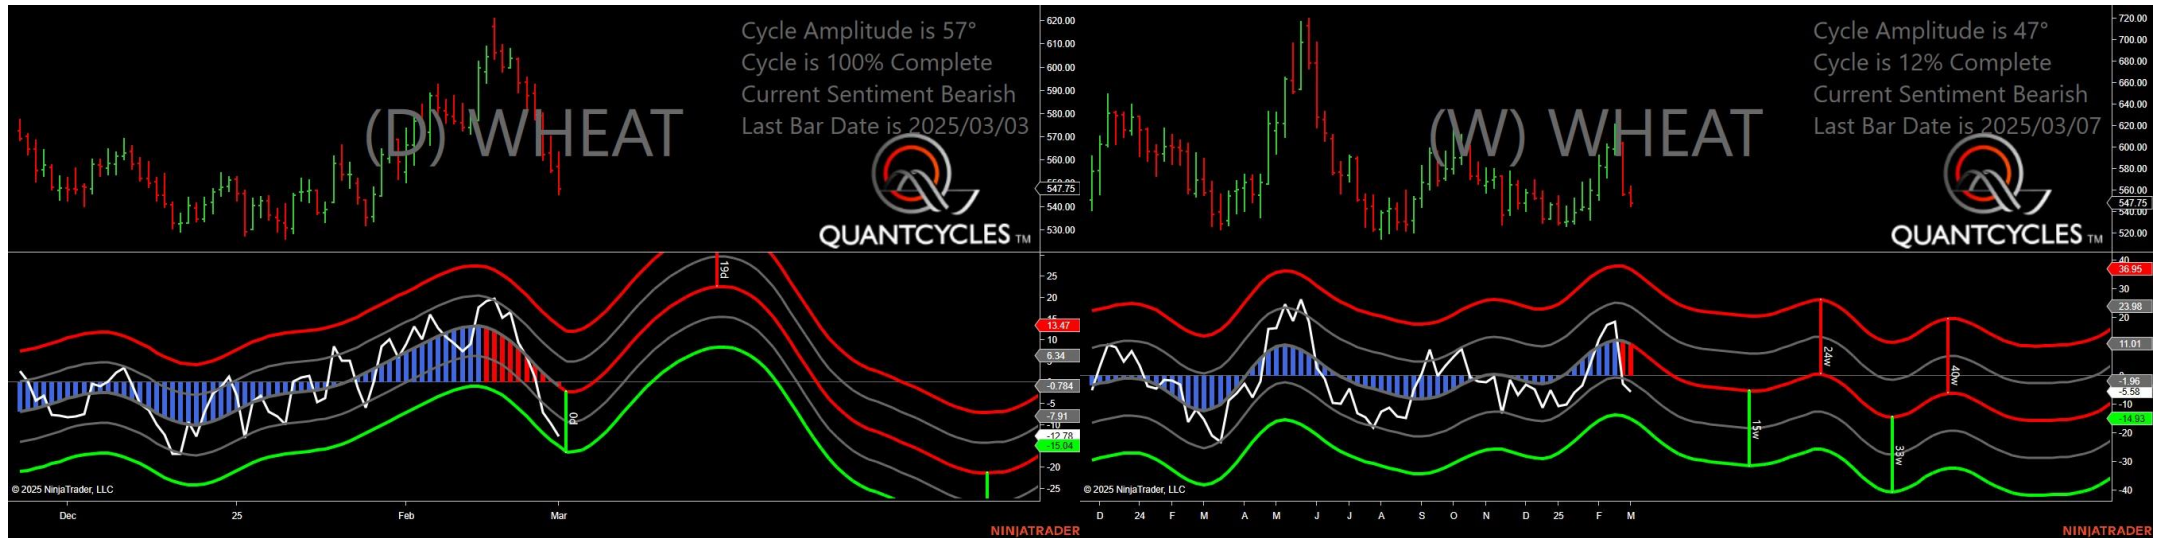 Cycle Amplitude is 57°
Cycle is 100% Complete
Current Sentiment Bearish
Last Bar Date is 2025/03/03
(D) WHEAT
QUANTCYCLES TM
620.00
610.00
600.00
590.00
580.00
570.00
560.00
547.75
540.00
530.00
19d
0d
25
20
13.47
10
6.34
-0.784
-5
-7.91
-10
-12.78
-15.04
-20
-25
© 2025 NinjaTrader, LLC
Dec 25 Feb Mar
NINJATRADER
Cycle Amplitude is 47°
Cycle is 12% Complete
Current Sentiment Bearish
Last Bar Date is 2025/03/07
(W) WHEAT
QUANTCYCLES TM
720.00
700.00
680.00
660.00
640.00
620.00
600.00
580.00
560.00
547.75
540.00
520.00
15w
24w
33w
40w
40
36.95
30
23.98
20
11.01
-1.96
-5.58
-10
-14.93
-20
-30
-40
© 2025 NinjaTrader, LLC
D 24 F M A M J J A S O N D 25 F M
NINJATRADER